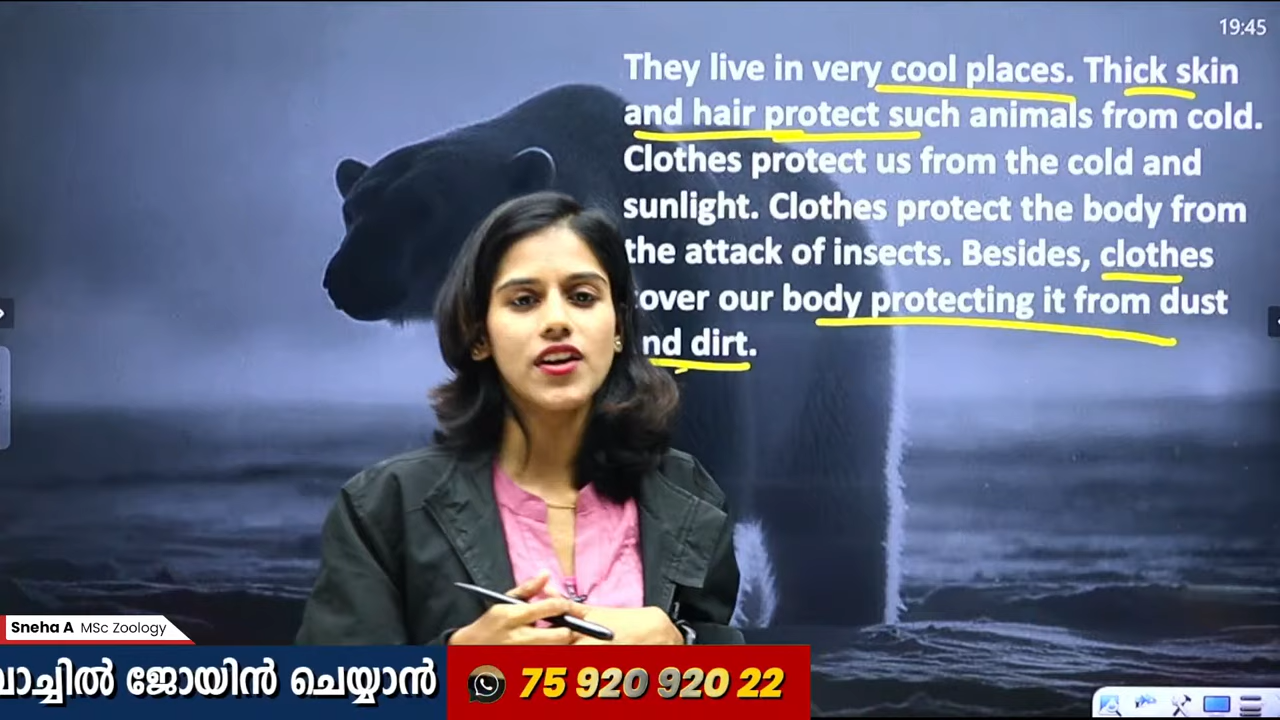 19:45
They live in very cool places. Thick skin
and hair protect such animals from cold.
Clothes protect us from the cold and
sunlight. Clothes protect the body from
the attack of insects. Besides, clothes
over our body protecting it from dust
nd dirt.
Sneha A MSc Zoology
ജോയിൻ ചെയ്യാൻ
75 920 920 22